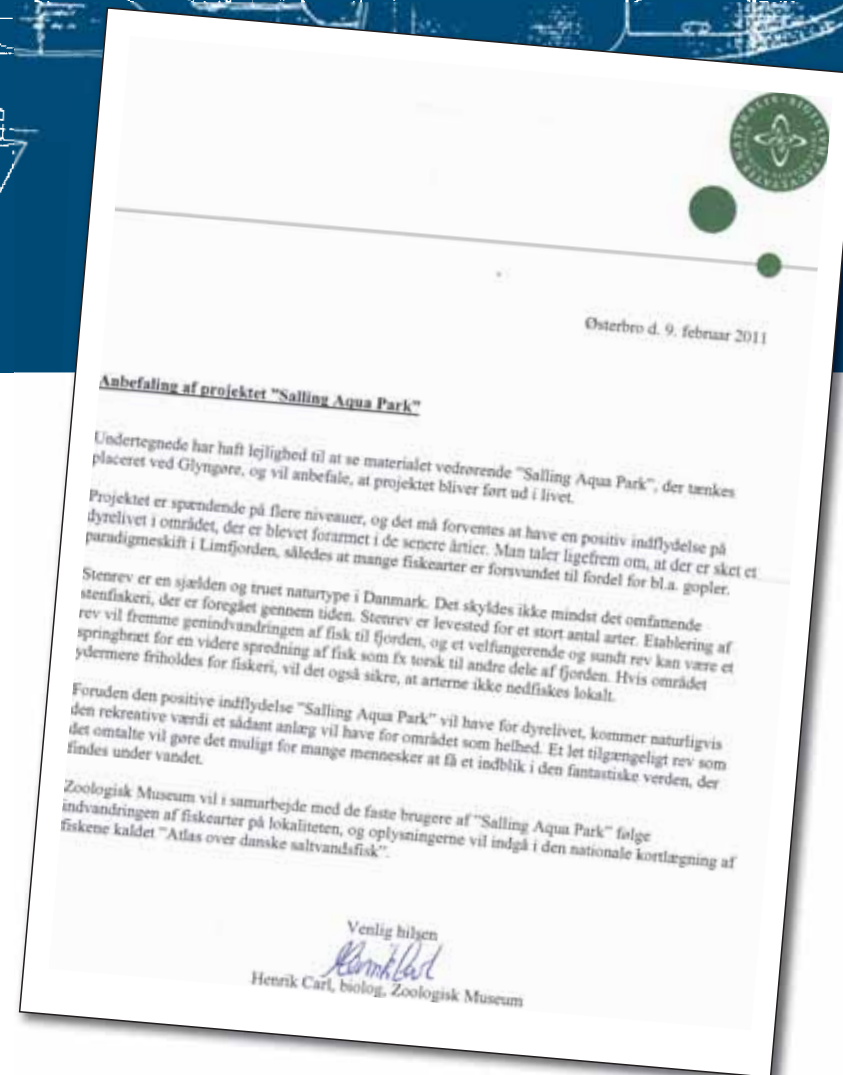 Østerbro d. 9. februar 2011
Anbefaling af projektet "Salling Aqua Park"
Undertegnede har haft lejlighed til at se materialet vedrørende "Salling Aqua Park", der tænkes
placeret ved Glyngøre, og vil anbefale, at projektet bliver ført ud i livet.
Projektet er spændende på flere niveauer, og det må forventes at have en positiv indflydelse på
dyrelivet i området, der er blevet forarmet i de senere årtier. Man taler ligefrem om, at der er sket et
paradigmeskift i Limfjorden, således at mange fiskearter er forsvundet til fordel for bl.a. gopler.
Stenrev er en sjælden og truet naturtype i Danmark. Det skyldes ikke mindst det omfattende
stenfiskeri, der er foregået gennem tiden. Stenrev er levested for et stort antal arter. Etablering af
rev vil fremme genindvandringen af fisk til fjorden, og et velfungerende og sundt rev kan være et
springbræt for en videre spredning af fisk som fx torsk til andre dele af fjorden. Hvis området
ydermere friholdes for fiskeri, vil det også sikre, at arterne ikke nedfiskes lokalt.
Foruden den positive indflydelse "Salling Aqua Park" vil have for dyrelivet, kommer naturligvis
den rekreative værdi et sådant anlæg vil have for området som helhed. Et let tilgængeligt rev som
det omtalte vil gøre det muligt for mange mennesker at få et indblik i den fantastiske verden, der
findes under vandet.
Zoologisk Museum vil i samarbejde med de faste brugere af "Salling Aqua Park" følge
indvandringen af fiskearter på lokaliteten, og oplysningerne vil indgå i den nationale kortlægning af
fiskene kaldet "Atlas over danske saltvandsfisk".
Venlig hilsen
Henrik Carl
Henrik Carl, biolog, Zoologisk Museum